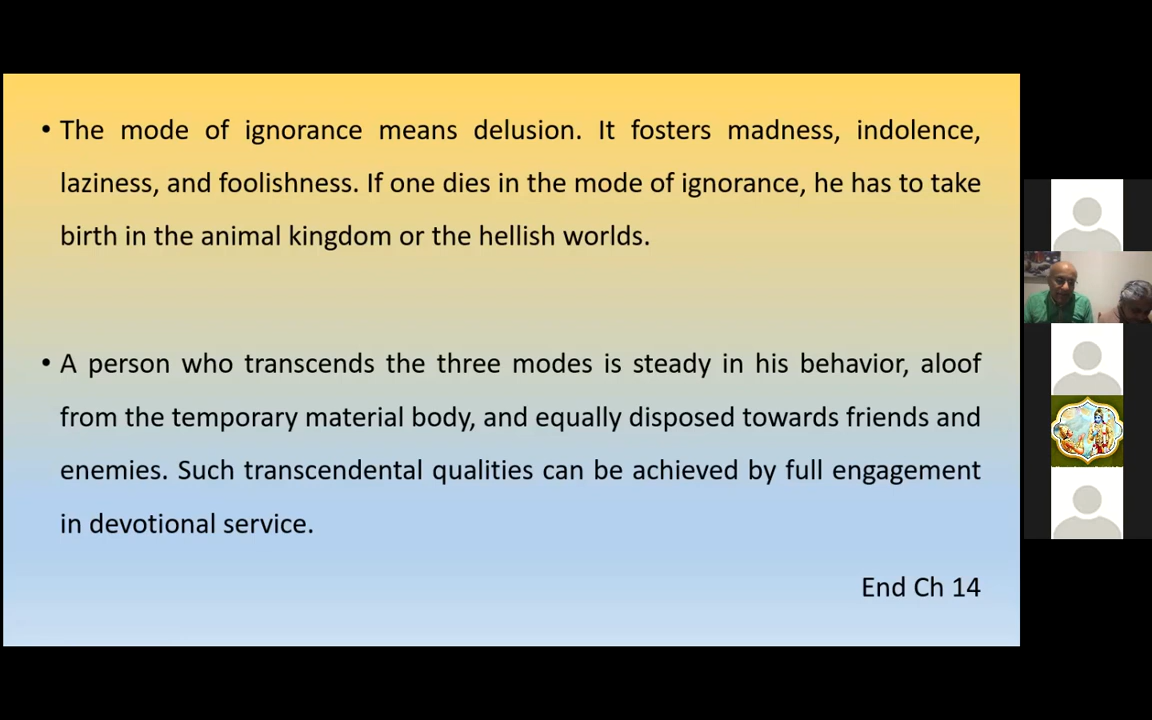 • The mode of ignorance means delusion. It fosters madness, indolence,
laziness, and foolishness. If one dies in the mode of ignorance, he has to take
birth in the animal kingdom or the hellish worlds.
• A person who transcends the three modes is steady in his behavior, aloof
from the temporary material body, and equally disposed towards friends and
enemies. Such transcendental qualities can be achieved by full engagement
in devotional service.
End Ch 14